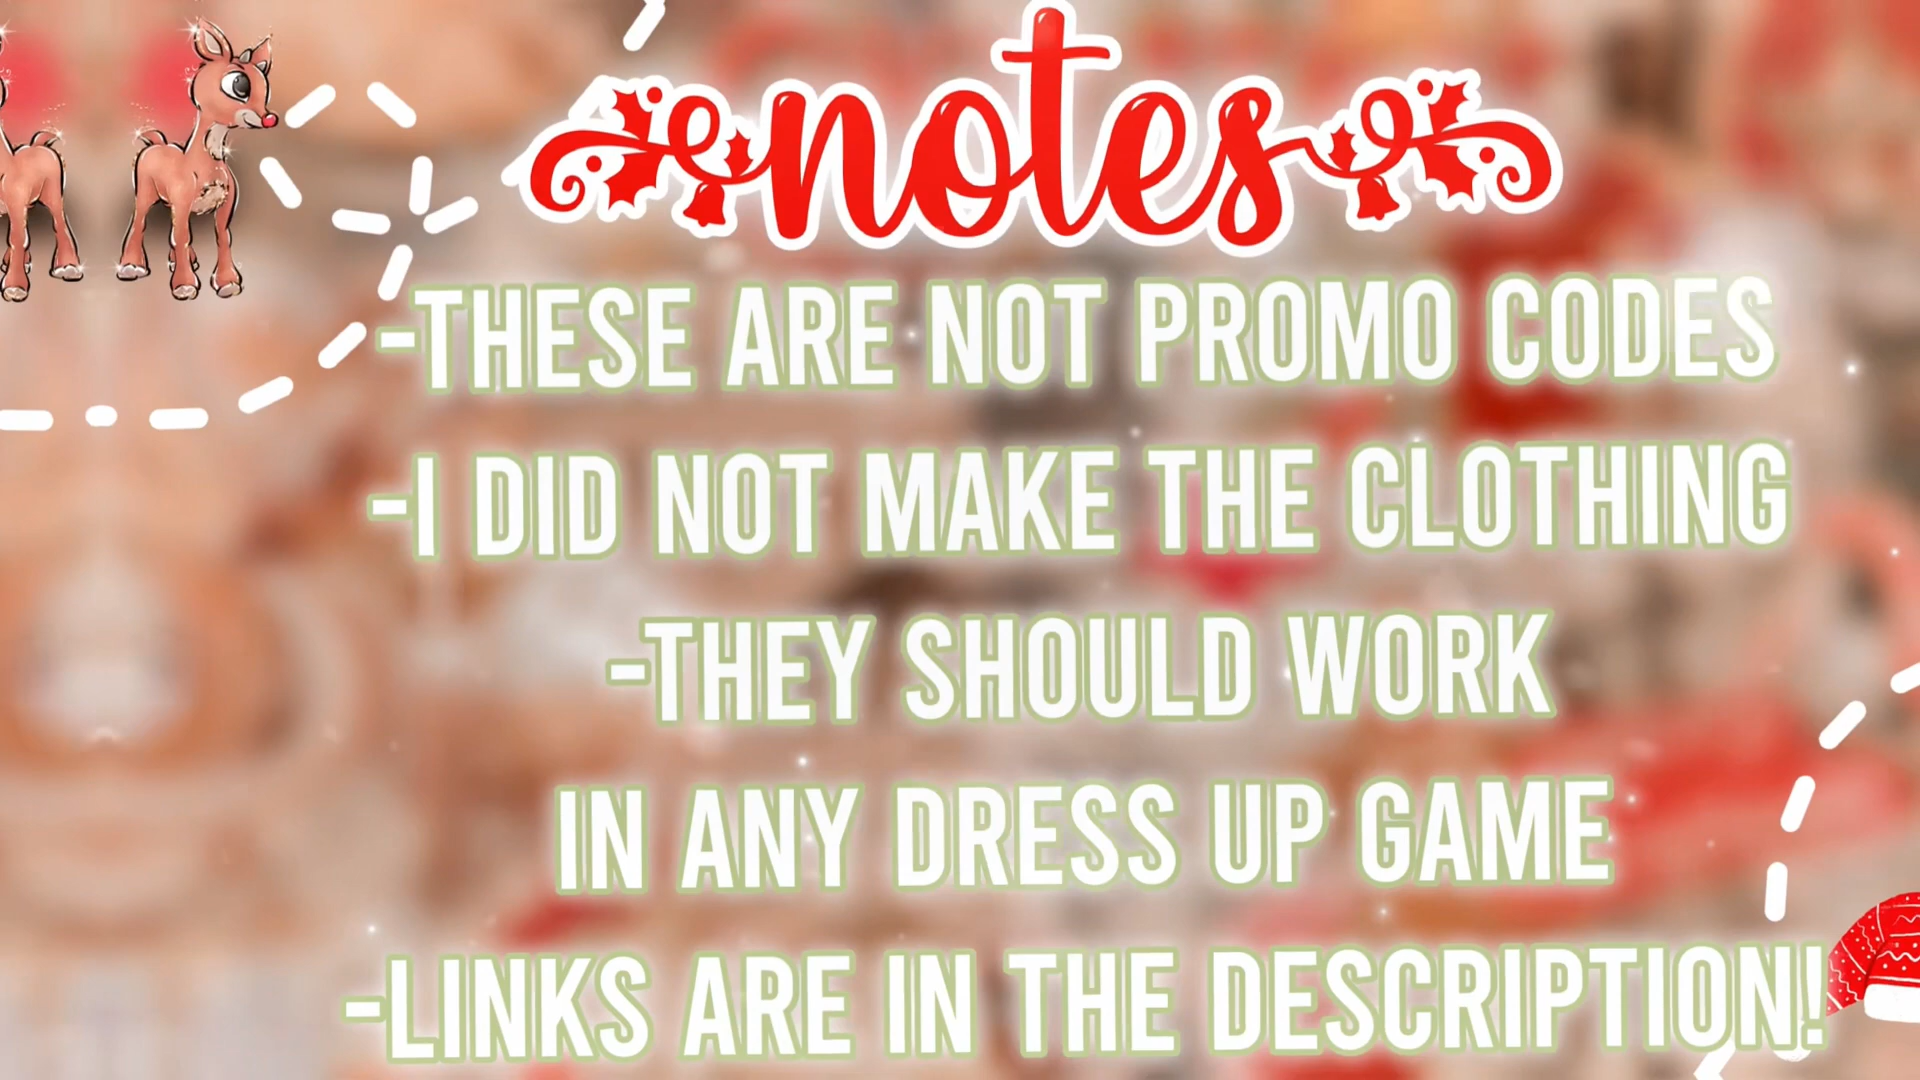 notes
-THESE ARE NOT PROMO CODES
-I DID NOT MAKE THE CLOTHING
-THEY SHOULD WORK
IN ANY DRESS UP GAME
-LINKS ARE IN THE DESCRIPTION!